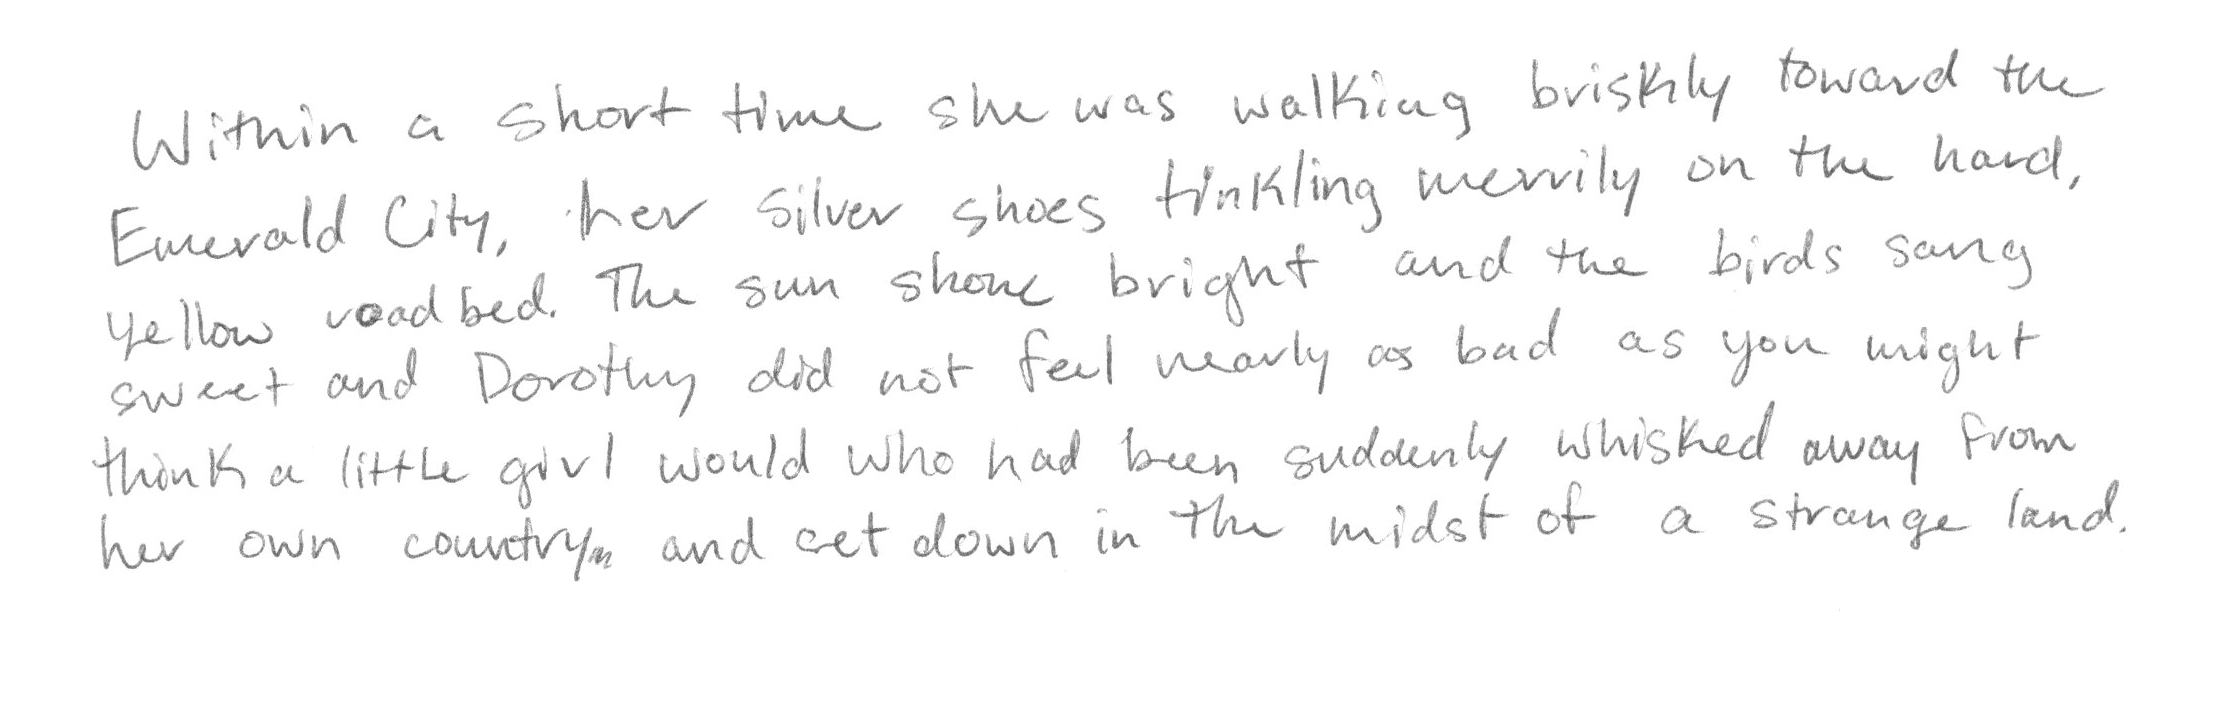 Within a short time she was walking briskly toward the
Emerald City, her silver shoes tinkling merrily on the hard,
yellow roadbed. The sun shone bright and the birds sang
sweet and Dorothy did not feel nearly as bad as you might
think a little girl would who had been suddenly whisked away from
her own country and set down in the midst of a strange land.